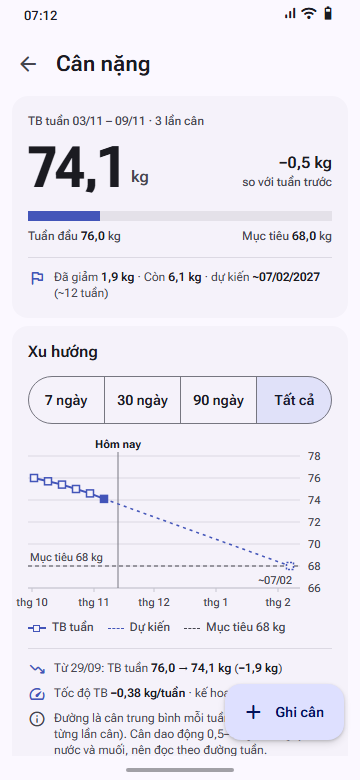 07:12
Cân nặng
TB tuần 03/11 – 09/11 · 3 lần cân
74,1 kg
−0,5 kg
so với tuần trước
Tuần đầu 76,0 kg
Mục tiêu 68,0 kg
Đã giảm 1,9 kg · Còn 6,1 kg · dự kiến ~07/02/2027
(~12 tuần)
Xu hướng
7 ngày
30 ngày
90 ngày
Tất cả
Hôm nay
78
76
74
72
70
68
66
Mục tiêu 68 kg
~07/02
thg 10
thg 11
thg 12
thg 1
thg 2
TB tuần
Dự kiến
Mục tiêu 68 kg
Từ 29/09: TB tuần 76,0 → 74,1 kg (−1,9 kg)
Tốc độ TB −0,38 kg/tuần · kế
Ghi cân
Đường là cân trung bình mỗi
từng lần cân). Cân dao động
nước và muối, nên đọc theo đường tuần.